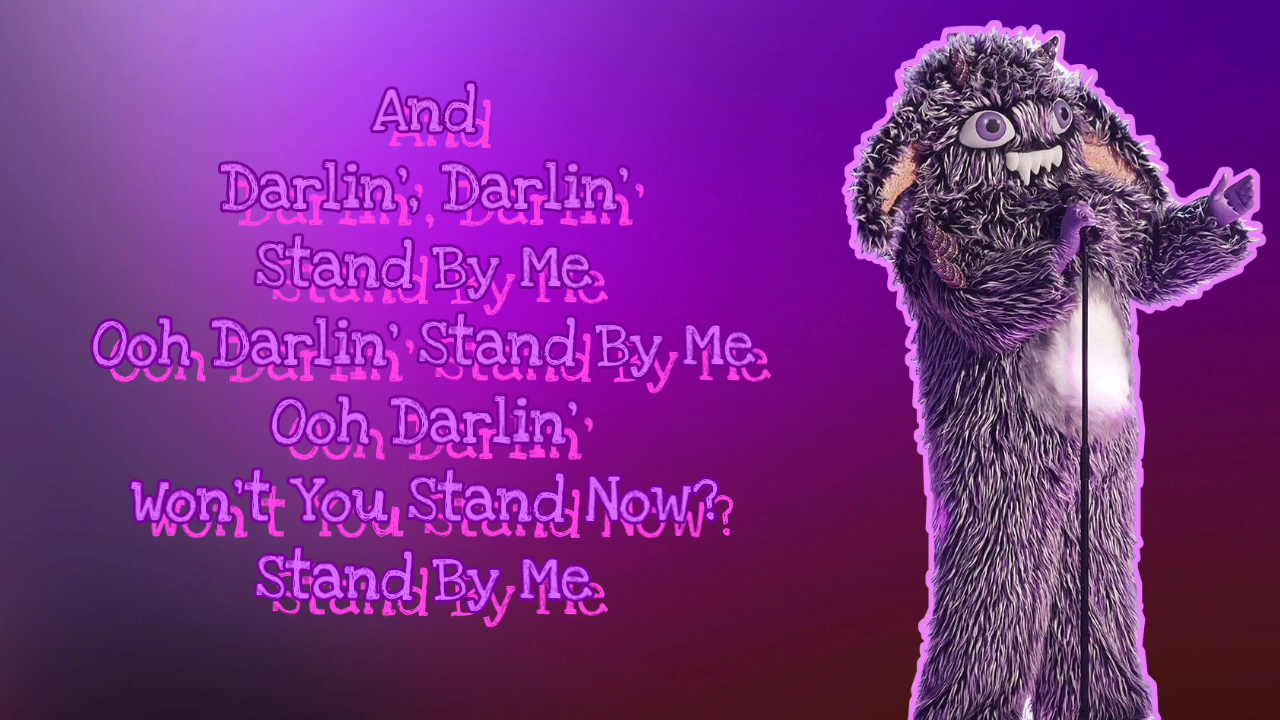 And
Darlin', Darlin'
Stand By Me
Ooh Darlin' Stand By Me
Ooh Darlin'
Won't You Stand Now?
Stand By Me